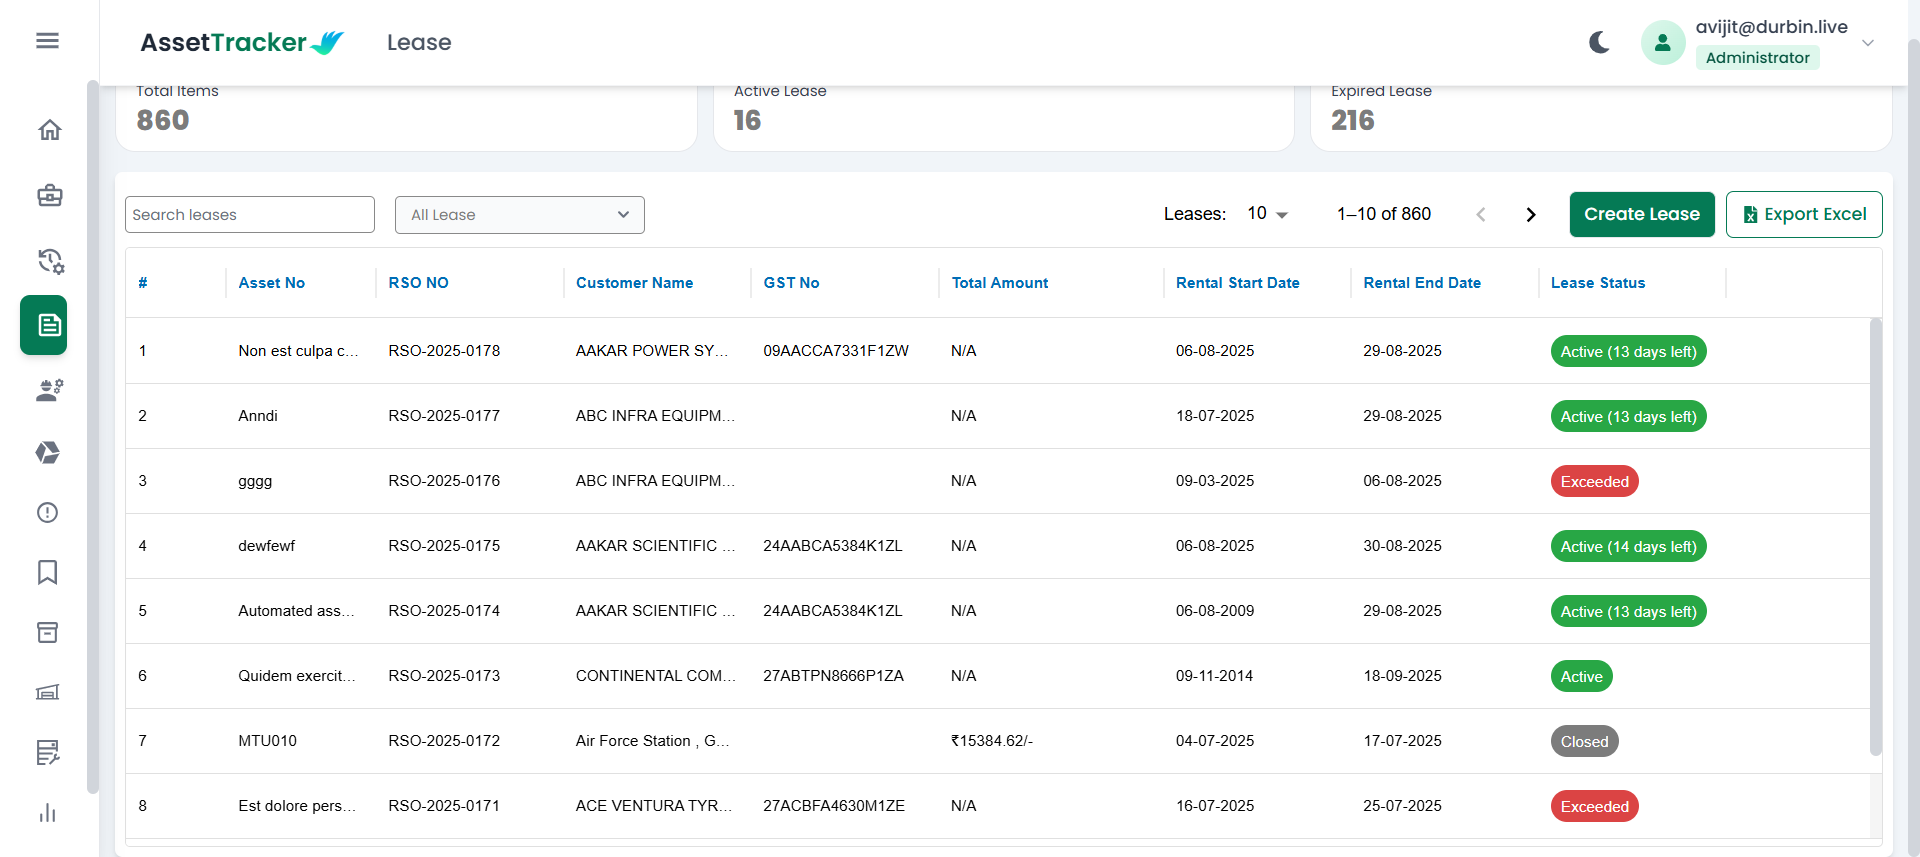 AssetTracker
Lease
avijit@durbin.live
Administrator
Total Items
860
Active Lease
16
Expired Lease
216
Search leases
All Lease
Leases: 10
1–10 of 860
Create Lease
Export Excel
# Asset No RSO NO Customer Name GST No Total Amount Rental Start Date Rental End Date Lease Status
1 Non est culpa c... RSO-2025-0178 AAKAR POWER SY... 09AACCA7331F1ZW N/A 06-08-2025 29-08-2025 Active (13 days left)
2 Anndi RSO-2025-0177 ABC INFRA EQUIPM... N/A 18-07-2025 29-08-2025 Active (13 days left)
3 gggg RSO-2025-0176 ABC INFRA EQUIPM... N/A 09-03-2025 06-08-2025 Exceeded
4 dewfewf RSO-2025-0175 AAKAR SCIENTIFIC ... 24AABCA5384K1ZL N/A 06-08-2025 30-08-2025 Active (14 days left)
5 Automated ass... RSO-2025-0174 AAKAR SCIENTIFIC ... 24AABCA5384K1ZL N/A 06-08-2009 29-08-2025 Active (13 days left)
6 Quidem exercit... RSO-2025-0173 CONTINENTAL COM... 27ABTPN8666P1ZA N/A 09-11-2014 18-09-2025 Active
7 MTU010 RSO-2025-0172 Air Force Station , G... ₹15384.62/- 04-07-2025 17-07-2025 Closed
8 Est dolore pers... RSO-2025-0171 ACE VENTURA TYR... 27ACBFA4630M1ZE N/A 16-07-2025 25-07-2025 Exceeded